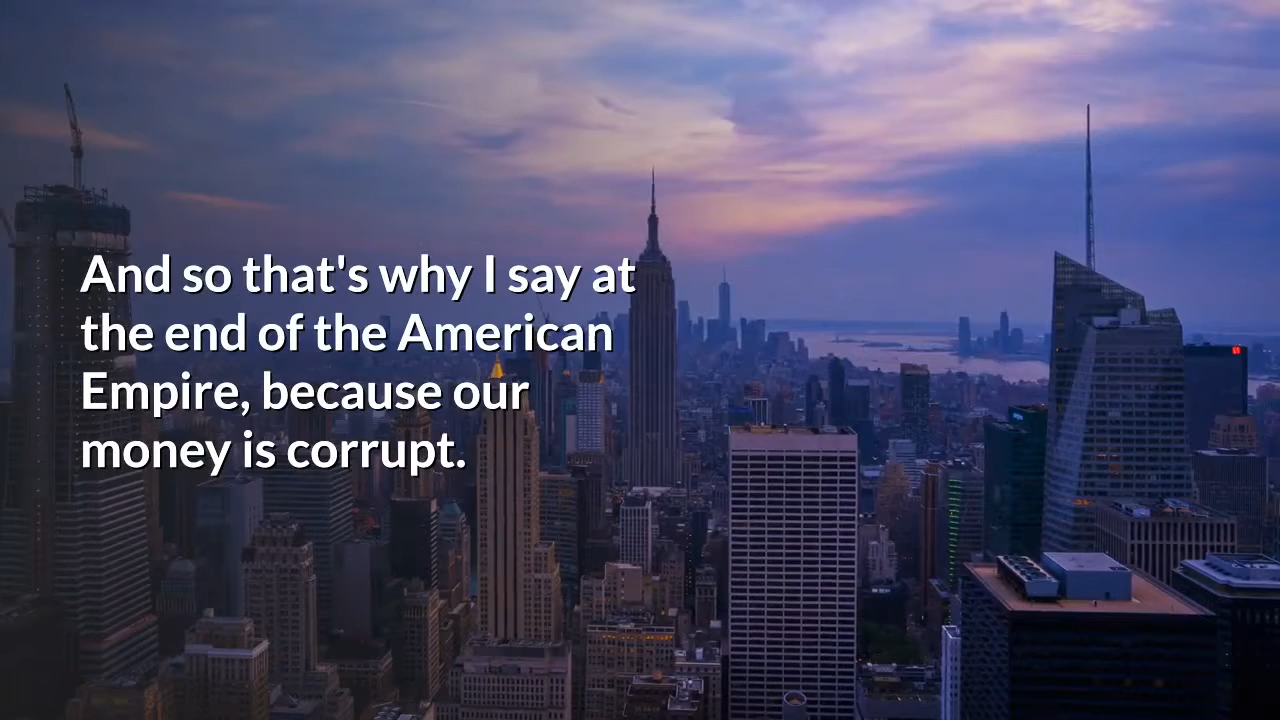 And so that's why I say at
the end of the American
Empire, because our
money is corrupt.